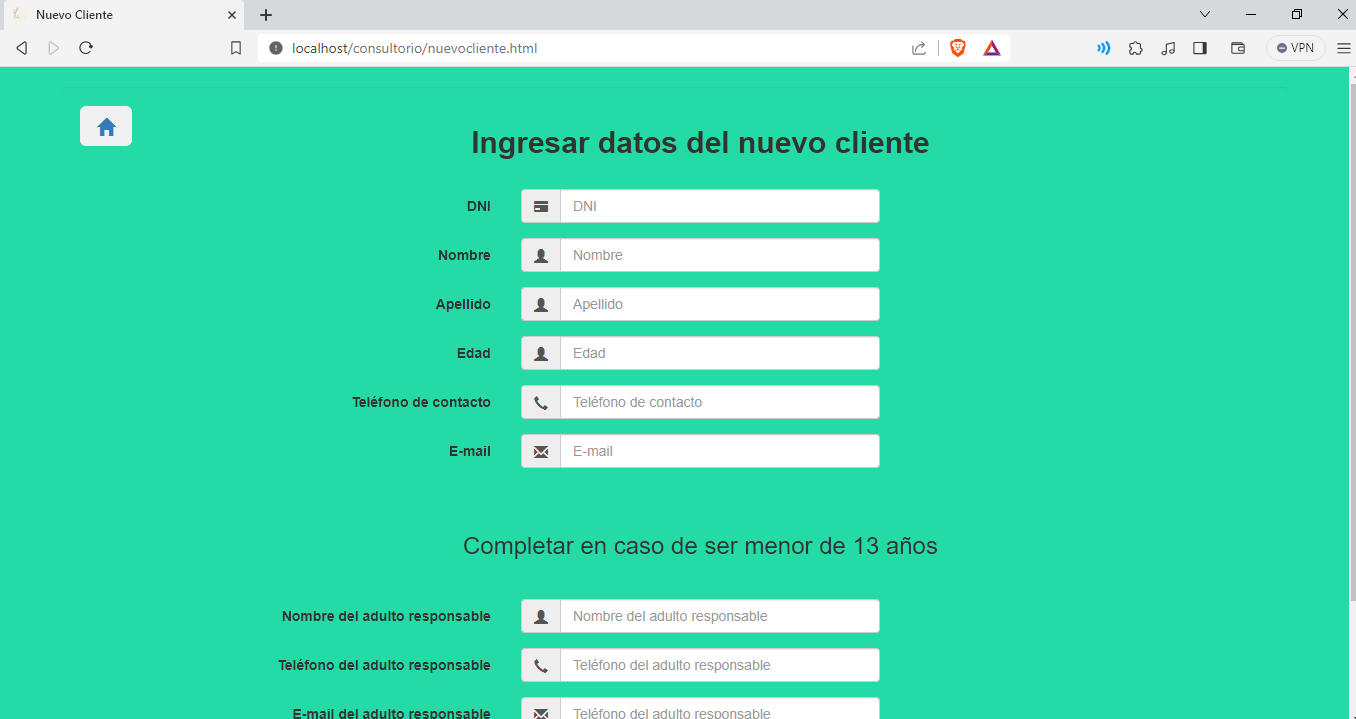 Nuevo Cliente
localhost/consultorio/nuevocliente.html
VPN
Ingresar datos del nuevo cliente
DNI DNI
Nombre Nombre
Apellido Apellido
Edad Edad
Teléfono de contacto Teléfono de contacto
E-mail E-mail
Completar en caso de ser menor de 13 años
Nombre del adulto responsable Nombre del adulto responsable
Teléfono del adulto responsable Teléfono del adulto responsable
E-mail del adulto responsable Teléfono del adulto responsable